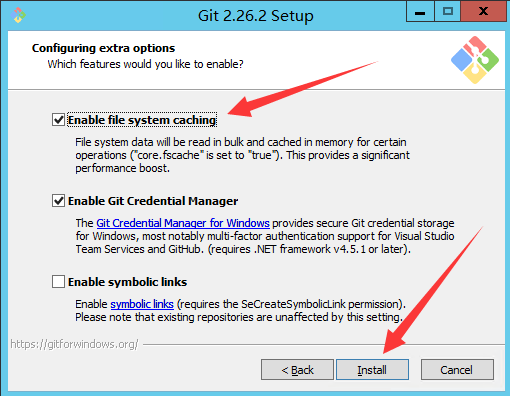 Git 2.26.2 Setup
Configuring extra options
Which features would you like to enable?
Enable file system caching
File system data will be read in bulk and cached in memory for certain
operations ("core.fscache" is set to "true"). This provides a significant
performance boost.
Enable Git Credential Manager
The Git Credential Manager for Windows provides secure Git credential storage
for Windows, most notably multi-factor authentication support for Visual Studio
Team Services and GitHub. (requires .NET framework v4.5.1 or later).
Enable symbolic links
Enable symbolic links (requires the SeCreateSymbolicLink permission).
Please note that existing repositories are unaffected by this setting.
https://gitforwindows.org/
< Back
Install
Cancel